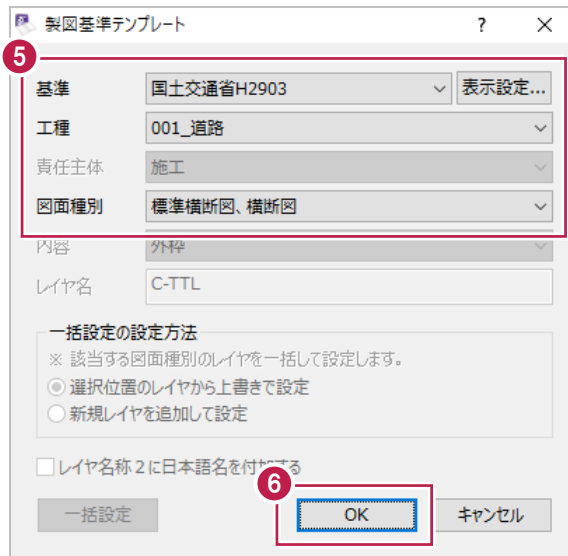 製図基準テンプレート ? ×
5
基準 国土交通省H2903 表示設定...
工種 001_道路
責任主体 施工
図面種別 標準横断図、横断図
内容 外枠
レイヤ名 C-TTL
一括設定の設定方法
※ 該当する図面種別のレイヤを一括して設定します。
選択位置のレイヤから上書きで設定
新規レイヤを追加して設定
レイヤ名称2に日本語名を付加する
6
一括設定 OK キャンセル